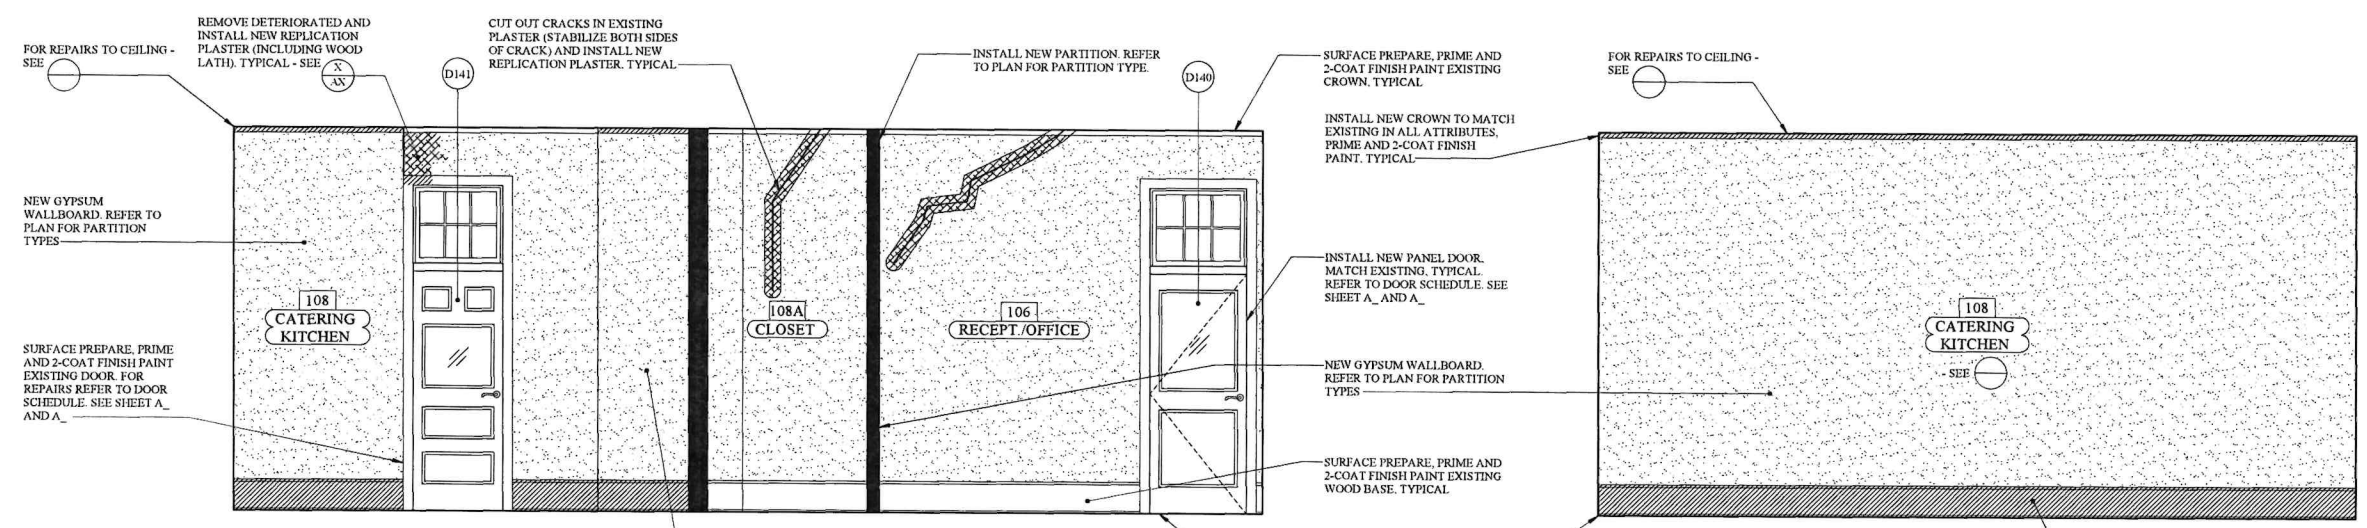 FOR REPAIRS TO CEILING -
SEE
REMOVE DETERIORATED AND
INSTALL NEW REPLICATION
PLASTER (INCLUDING WOOD
LATH). TYPICAL - SEE
X
AX
D141
CUT OUT CRACKS IN EXISTING
PLASTER (STABILIZE BOTH SIDES
OF CRACK) AND INSTALL NEW
REPLICATION PLASTER. TYPICAL
INSTALL NEW PARTITION. REFER
TO PLAN FOR PARTITION TYPE.
D140
SURFACE PREPARE, PRIME AND
2-COAT FINISH PAINT EXISTING
CROWN, TYPICAL
INSTALL NEW CROWN TO MATCH
EXISTING IN ALL ATTRIBUTES,
PRIME AND 2-COAT FINISH
PAINT. TYPICAL
FOR REPAIRS TO CEILING -
SEE
NEW GYPSUM
WALLBOARD. REFER TO
PLAN FOR PARTITION
TYPES
108
CATERING
KITCHEN
108A
CLOSET
106
RECEPT./OFFICE
INSTALL NEW PANEL DOOR.
MATCH EXISTING, TYPICAL.
REFER TO DOOR SCHEDULE. SEE
SHEET A_ AND A_
108
CATERING
KITCHEN
- SEE
SURFACE PREPARE, PRIME
AND 2-COAT FINISH PAINT
EXISTING DOOR. FOR
REPAIRS REFER TO DOOR
SCHEDULE. SEE SHEET A_
AND A_
NEW GYPSUM WALLBOARD.
REFER TO PLAN FOR PARTITION
TYPES
SURFACE PREPARE, PRIME AND
2-COAT FINISH PAINT EXISTING
WOOD BASE. TYPICAL